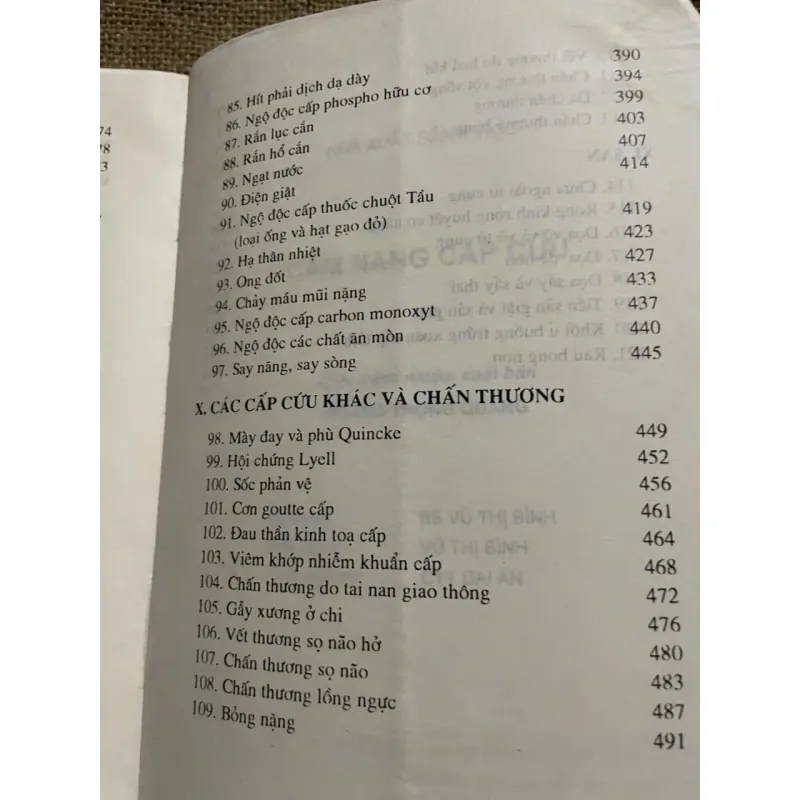 74
78
3
85. Hít phải dịch dạ dày 390
86. Ngộ độc cấp phospho hữu cơ 394
87. Rắn lục cắn 399
88. Rắn hổ cắn 403
89. Ngạt nước 407
90. Điện giật 414
91. Ngộ độc cấp thuốc chuột Tầu
(loại ống và hạt gạo đỏ) 419
92. Hạ thân nhiệt 423
93. Ong đốt 427
94. Chảy máu mũi nặng 433
95. Ngộ độc cấp carbon monoxyt 437
96. Ngộ độc các chất ăn mòn 440
97. Say nắng, say sòng 445
X. CÁC CẤP CỨU KHÁC VÀ CHẤN THƯƠNG
98. Mày đay và phù Quincke 449
99. Hội chứng Lyell 452
100. Sốc phản vệ 456
101. Cơn goutte cấp 461
102. Đau thần kinh toạ cấp 464
103. Viêm khớp nhiễm khuẩn cấp 468
104. Chấn thương do tai nan giao thông 472
105. Gẫy xương ở chi 476
106. Vết thương sọ não hở 480
107. Chấn thương sọ não 483
108. Chấn thương lồng ngực 487
109. Bỏng nặng 491